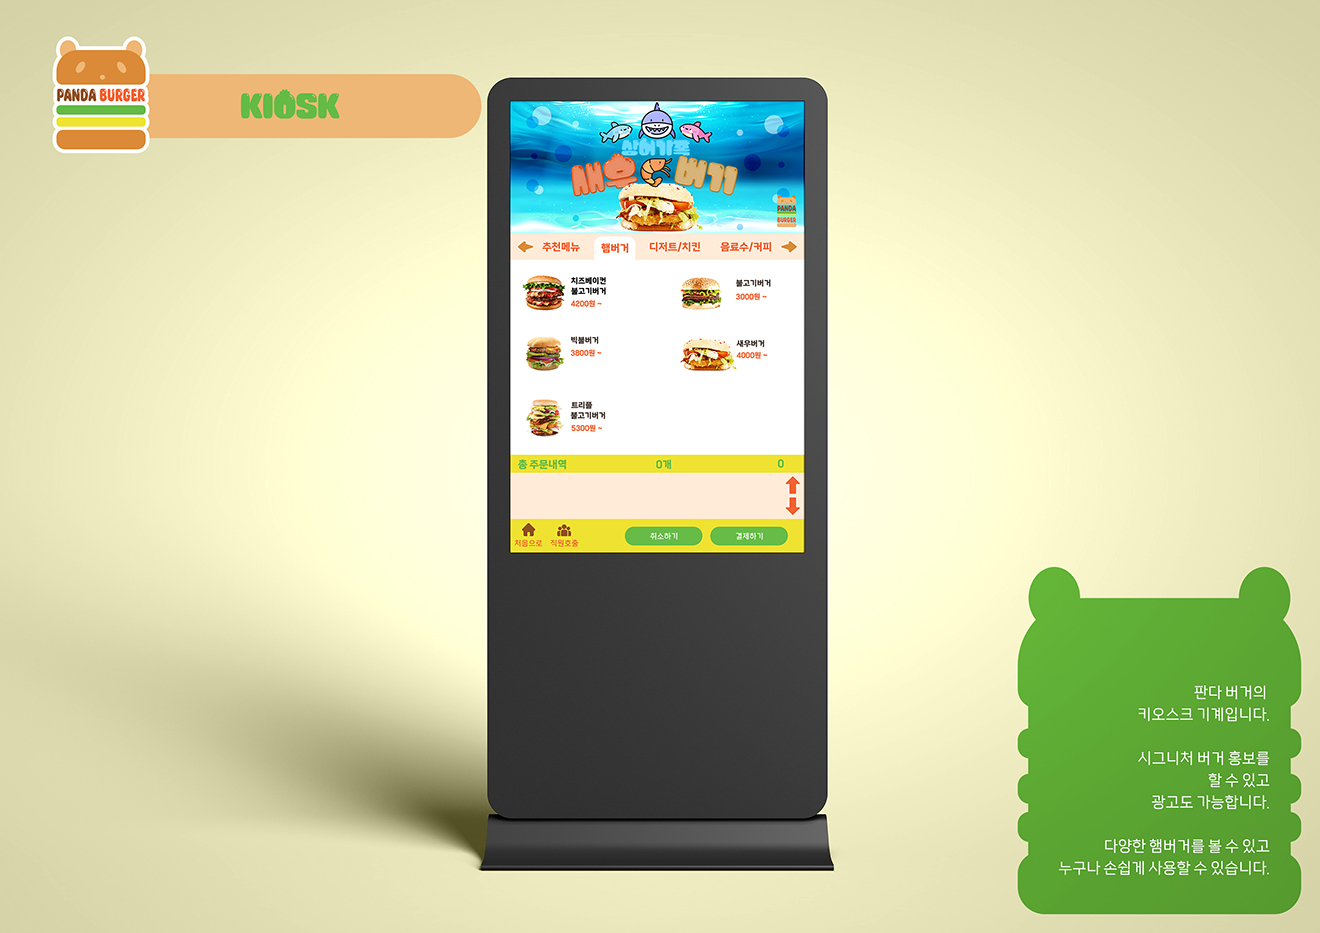 PANDA BURGER
KIOSK
상어가족
새우 버거
PANDA
BURGER
추천메뉴 햄버거 디저트/치킨 음료수/커피
치즈베이컨
불고기버거
4200원 ~
불고기버거
3000원 ~
빅불버거
3800원 ~
새우버거
4000원 ~
트리플
불고기버거
5300원 ~
총 주문내역 0개 0
처음으로 직원호출 취소하기 결제하기
판다 버거의
키오스크 기계입니다.
시그니처 버거 홍보를
할 수 있고
광고도 가능합니다.
다양한 햄버거를 볼 수 있고
누구나 손쉽게 사용할 수 있습니다.